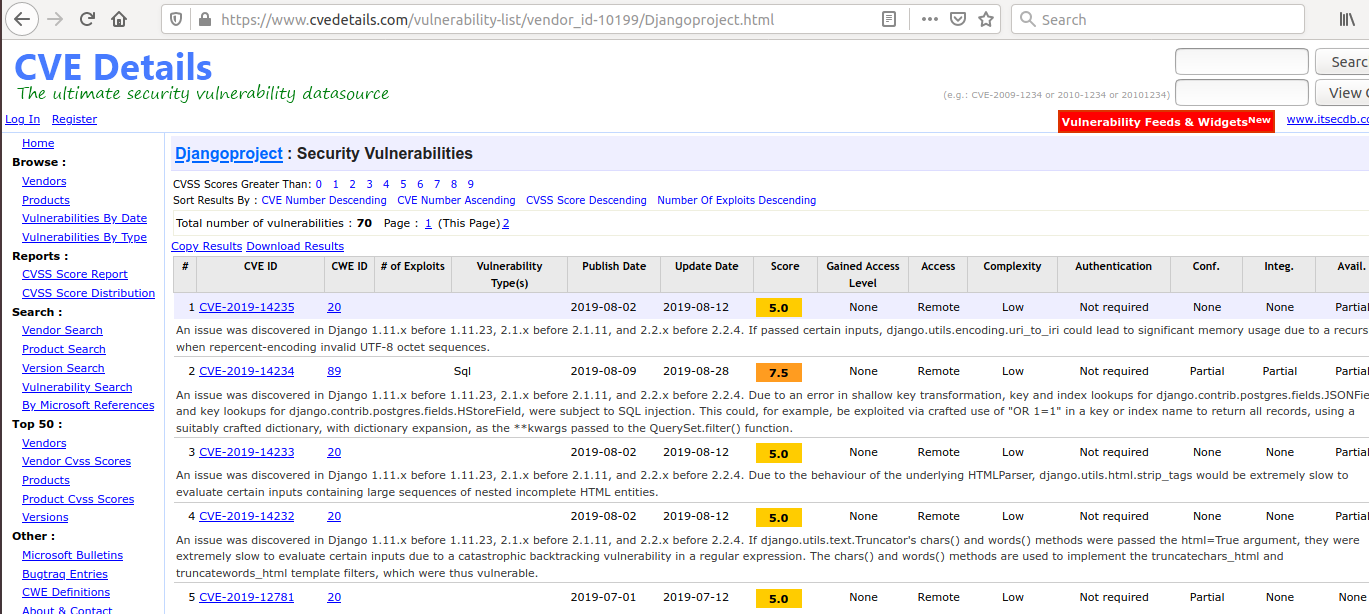 https://www.cvedetails.com/vulnerability-list/vendor_id-10199/Djangoproject.html
Search
CVE Details
The ultimate security vulnerability datasource
Searc
(e.g.: CVE-2009-1234 or 2010-1234 or 20101234)
View
Log In Register
Vulnerability Feeds & Widgets New
www.itsecdb.co
Home
Browse :
Vendors
Products
Vulnerabilities By Date
Vulnerabilities By Type
Reports :
CVSS Score Report
CVSS Score Distribution
Search :
Vendor Search
Product Search
Version Search
Vulnerability Search
By Microsoft References
Top 50 :
Vendors
Vendor Cvss Scores
Products
Product Cvss Scores
Versions
Other :
Microsoft Bulletins
Bugtraq Entries
CWE Definitions
About & Contact
Djangoproject : Security Vulnerabilities
CVSS Scores Greater Than: 0 1 2 3 4 5 6 7 8 9
Sort Results By : CVE Number Descending CVE Number Ascending CVSS Score Descending Number Of Exploits Descending
Total number of vulnerabilities : 70 Page : 1 (This Page) 2
Copy Results Download Results
# CVE ID CWE ID # of Exploits Vulnerability Type(s) Publish Date Update Date Score Gained Access Level Access Complexity Authentication Conf. Integ. Avail.
1 CVE-2019-14235 20 2019-08-02 2019-08-12 5.0 None Remote Low Not required None None Partial
An issue was discovered in Django 1.11.x before 1.11.23, 2.1.x before 2.1.11, and 2.2.x before 2.2.4. If passed certain inputs, django.utils.encoding.uri_to_iri could lead to significant memory usage due to a recurs
when repercent-encoding invalid UTF-8 octet sequences.
2 CVE-2019-14234 89 Sql 2019-08-09 2019-08-28 7.5 None Remote Low Not required Partial Partial Partial
An issue was discovered in Django 1.11.x before 1.11.23, 2.1.x before 2.1.11, and 2.2.x before 2.2.4. Due to an error in shallow key transformation, key and index lookups for django.contrib.postgres.fields.JSONFie
and key lookups for django.contrib.postgres.fields.HStoreField, were subject to SQL injection. This could, for example, be exploited via crafted use of "OR 1=1" in a key or index name to return all records, using a
suitably crafted dictionary, with dictionary expansion, as the **kwargs passed to the QuerySet.filter() function.
3 CVE-2019-14233 20 2019-08-02 2019-08-12 5.0 None Remote Low Not required None None Partial
An issue was discovered in Django 1.11.x before 1.11.23, 2.1.x before 2.1.11, and 2.2.x before 2.2.4. Due to the behaviour of the underlying HTMLParser, django.utils.html.strip_tags would be extremely slow to
evaluate certain inputs containing large sequences of nested incomplete HTML entities.
4 CVE-2019-14232 20 2019-08-02 2019-08-12 5.0 None Remote Low Not required None None Partial
An issue was discovered in Django 1.11.x before 1.11.23, 2.1.x before 2.1.11, and 2.2.x before 2.2.4. If django.utils.text.Truncator's chars() and words() methods were passed the html=True argument, they were
extremely slow to evaluate certain inputs due to a catastrophic backtracking vulnerability in a regular expression. The chars() and words() methods are used to implement the truncatechars_html and
truncatewords_html template filters, which were thus vulnerable.
5 CVE-2019-12781 20 2019-07-01 2019-07-12 5.0 None Remote Low Not required Partial None None